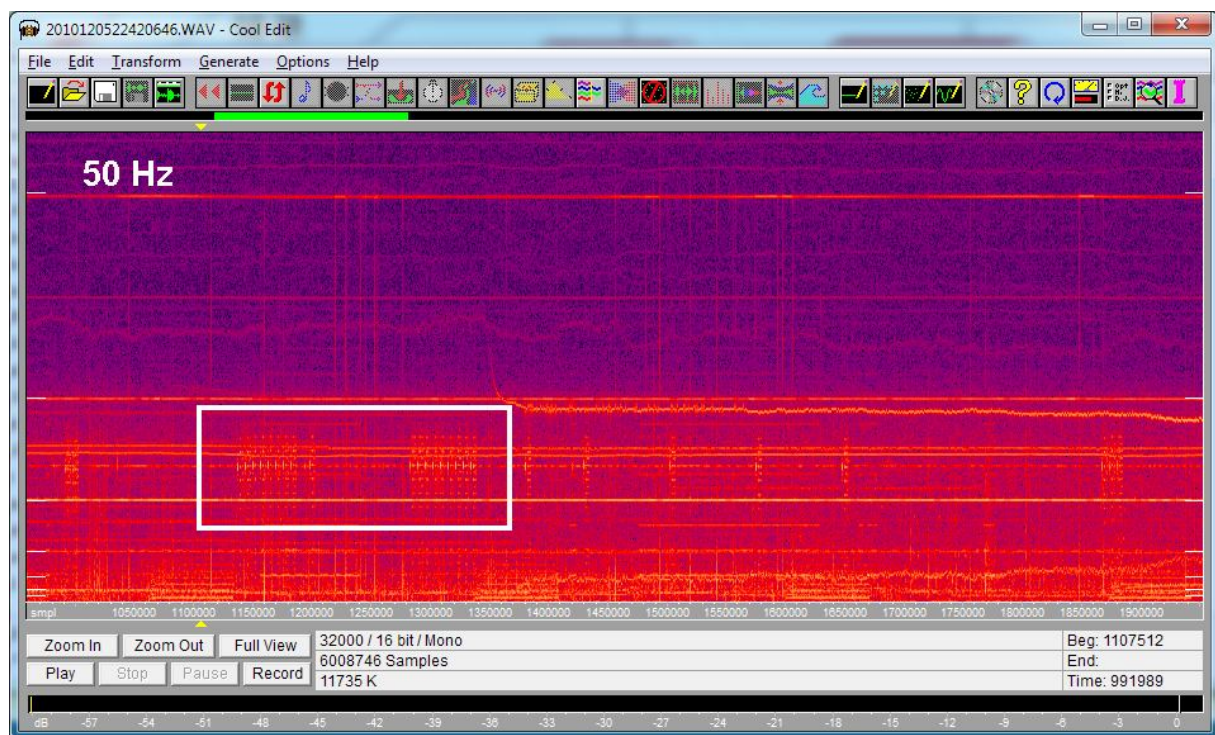 2010120522420646.WAV - Cool Edit
File Edit Transform Generate Options Help
50 Hz
smpl 1050000 1100000 1150000 1200000 1250000 1300000 1350000 1400000 1450000 1500000 1550000 1600000 1650000 1700000 1750000 1800000 1850000 1900000
Zoom In Zoom Out Full View 32000 / 16 bit / Mono Beg: 1107512
6008746 Samples End:
Play Stop Pause Record 11735 K Time: 991989
dB -57 -54 -51 -48 -45 -42 -39 -36 -33 -30 -27 -24 -21 -18 -15 -12 -9 -6 -3 0